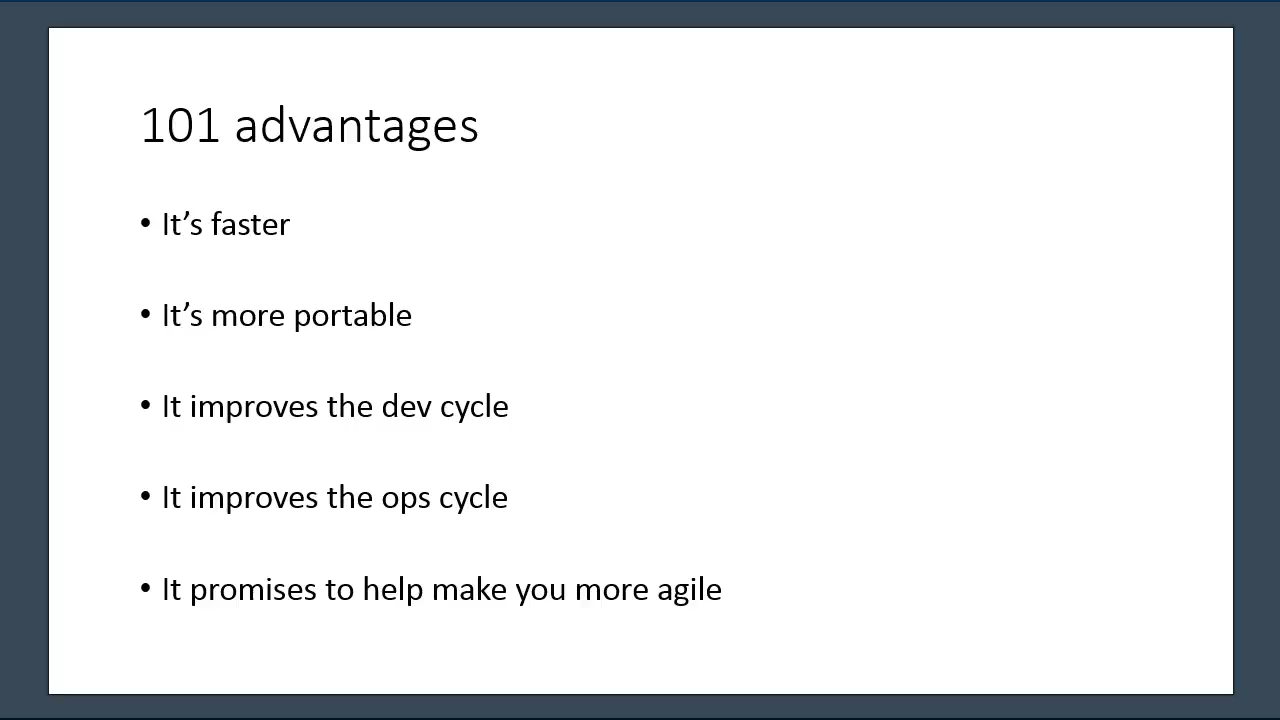 101 advantages
• It’s faster
• It’s more portable
• It improves the dev cycle
• It improves the ops cycle
• It promises to help make you more agile